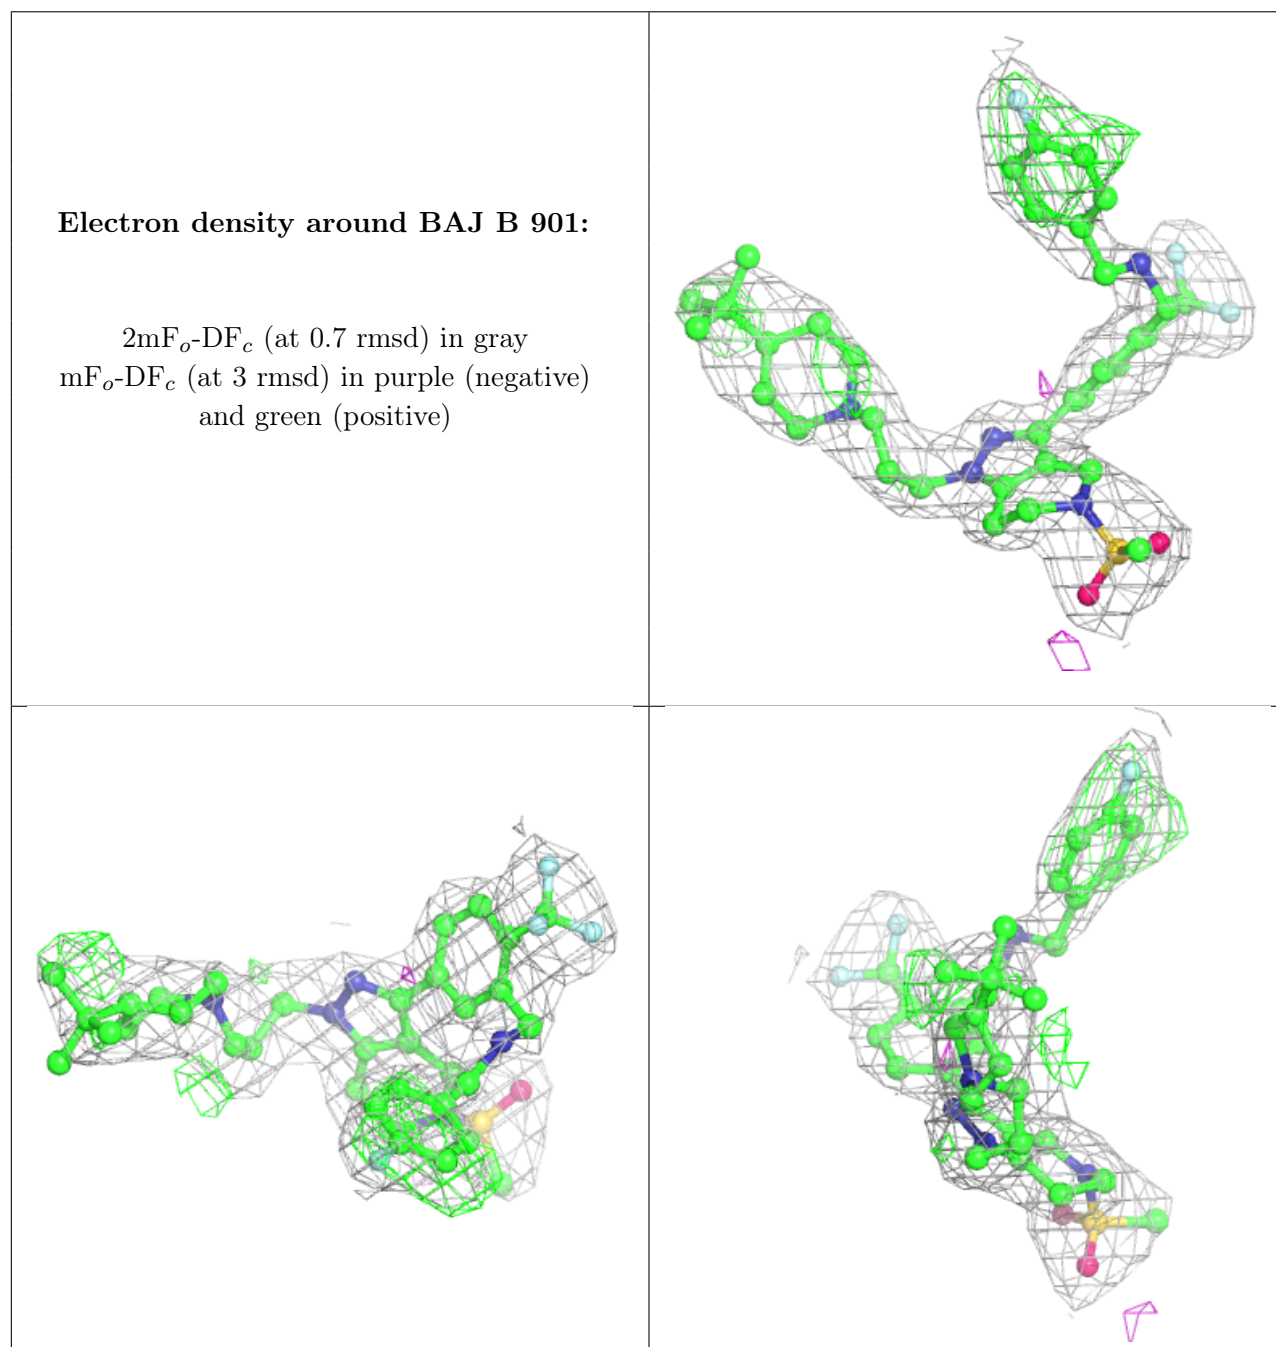 Electron density around BAJ B 901:
2mFo-DFc (at 0.7 rmsd) in gray
mFo-DFc (at 3 rmsd) in purple (negative)
and green (positive)